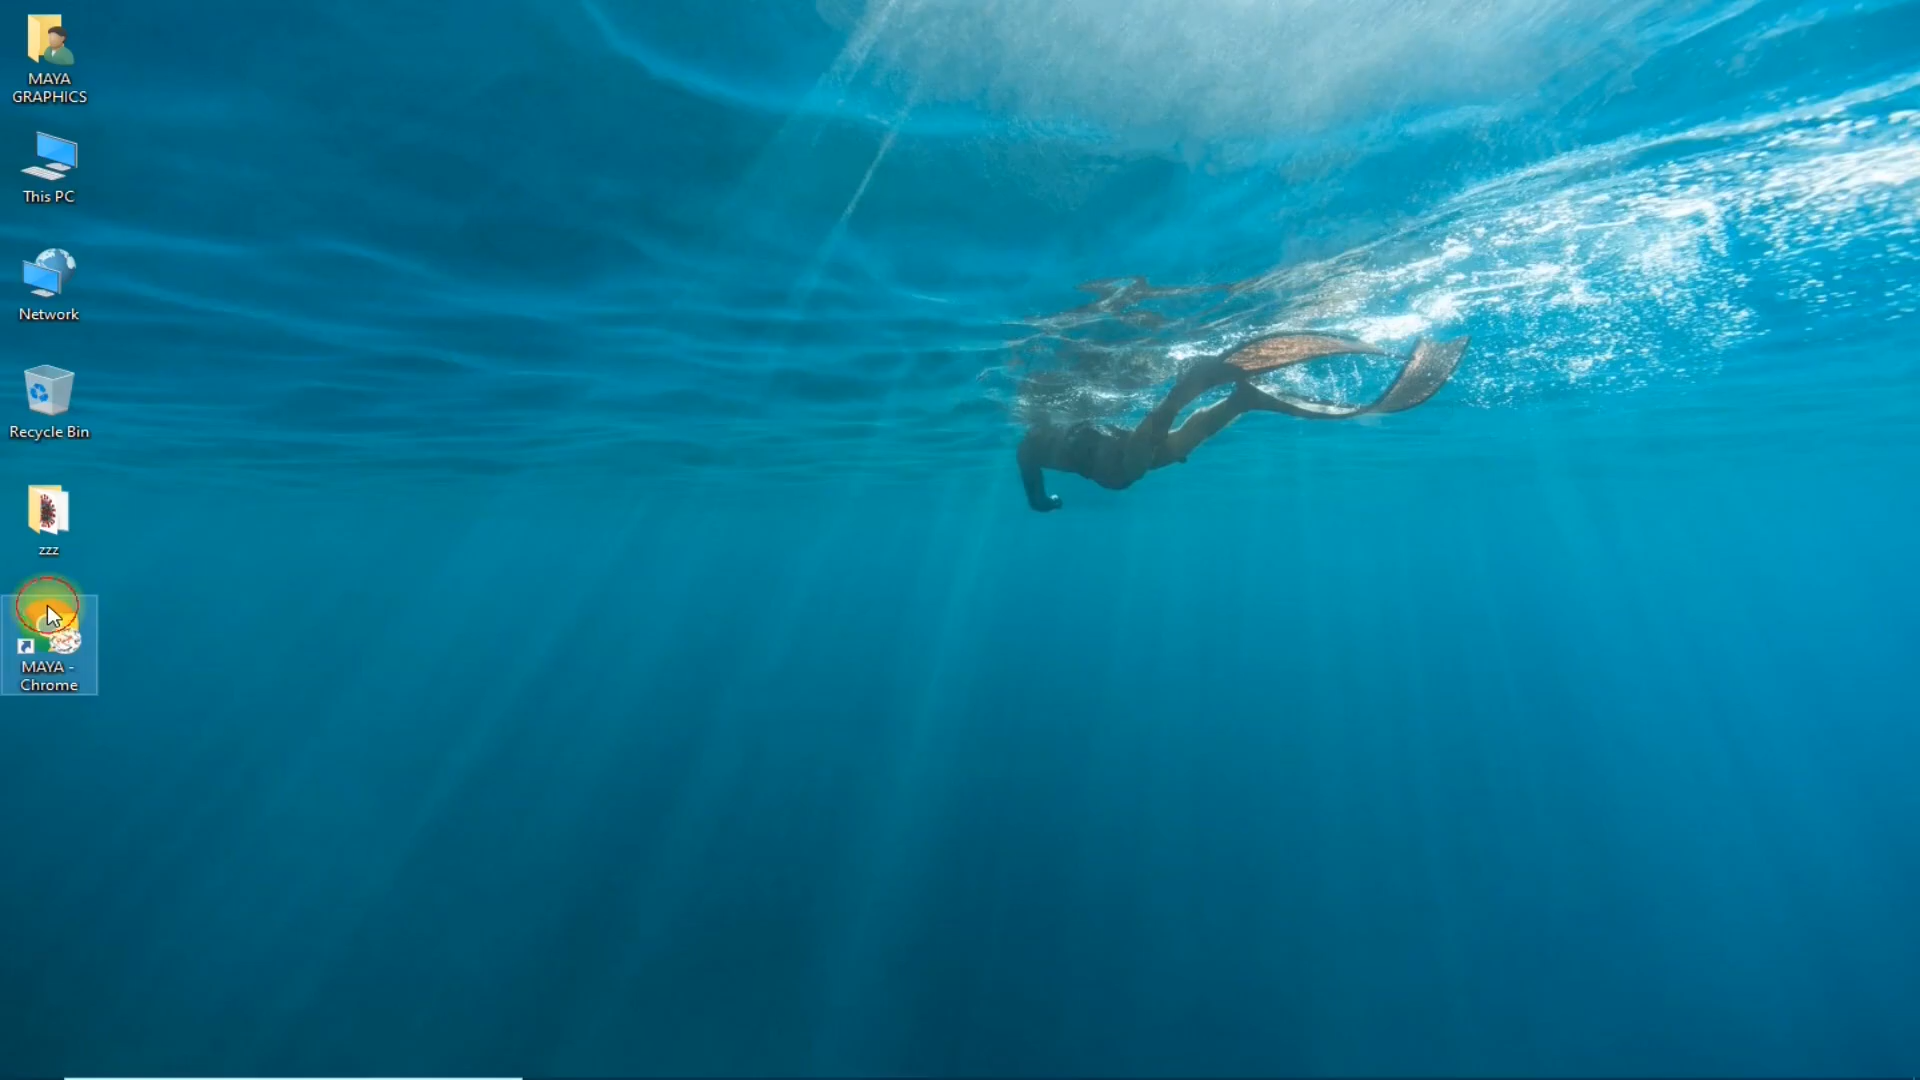 MAYA
GRAPHICS
This PC
Network
Recycle Bin
zzz
MAYA -
Chrome